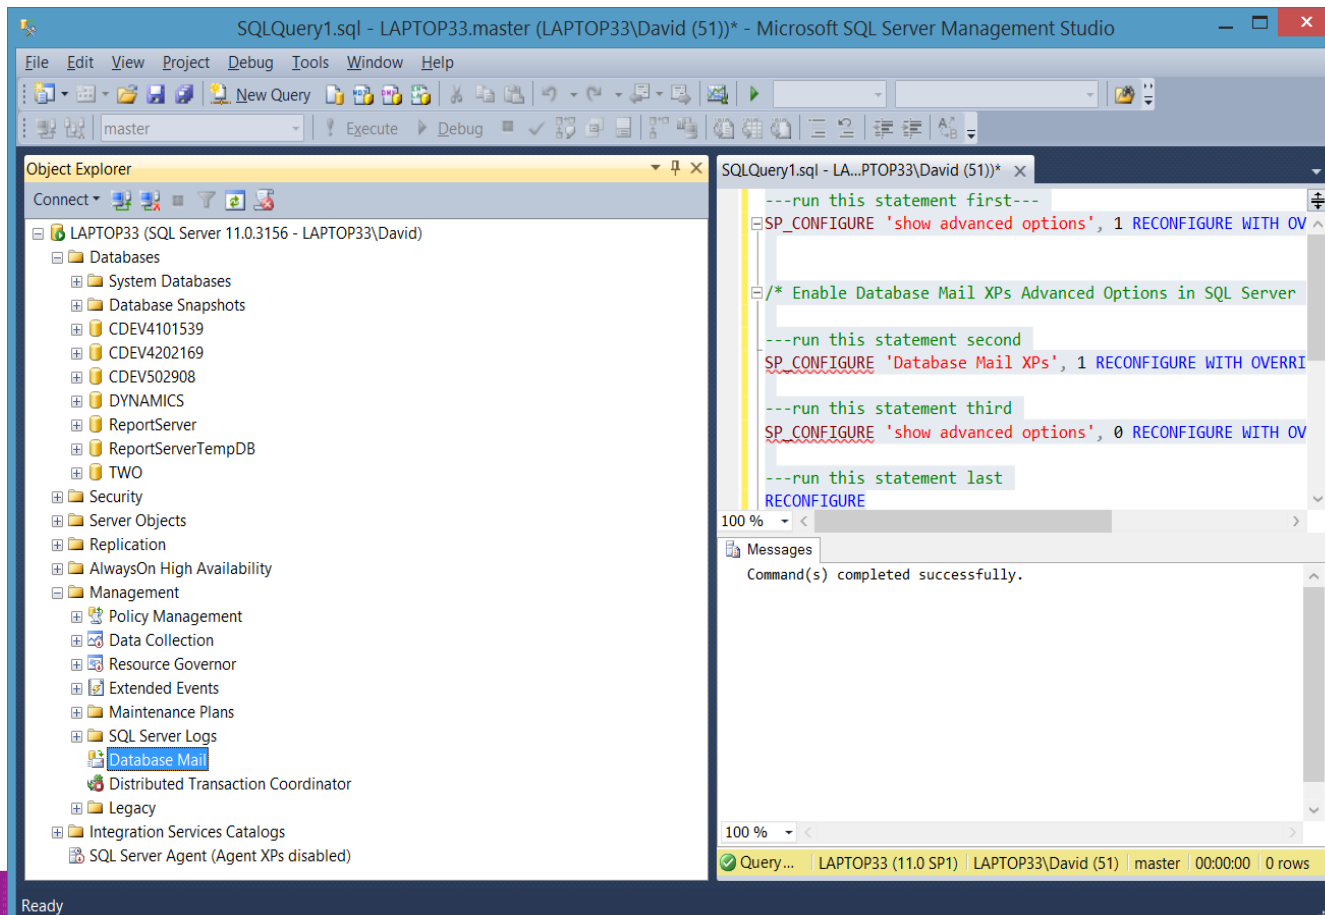 SQLQuery1.sql - LAPTOP33.master (LAPTOP33\David (51))* - Microsoft SQL Server Management Studio
File Edit View Project Debug Tools Window Help
New Query
master Execute Debug
Object Explorer
Connect
LAPTOP33 (SQL Server 11.0.3156 - LAPTOP33\David)
Databases
System Databases
Database Snapshots
CDEV4101539
CDEV4202169
CDEV502908
DYNAMICS
ReportServer
ReportServerTempDB
TWO
Security
Server Objects
Replication
AlwaysOn High Availability
Management
Policy Management
Data Collection
Resource Governor
Extended Events
Maintenance Plans
SQL Server Logs
Database Mail
Distributed Transaction Coordinator
Legacy
Integration Services Catalogs
SQL Server Agent (Agent XPs disabled)
SQLQuery1.sql - LA...PTOP33\David (51))*
---run this statement first---
SP_CONFIGURE 'show advanced options', 1 RECONFIGURE WITH OV
/* Enable Database Mail XPs Advanced Options in SQL Server
---run this statement second
SP_CONFIGURE 'Database Mail XPs', 1 RECONFIGURE WITH OVERRI
---run this statement third
SP_CONFIGURE 'show advanced options', 0 RECONFIGURE WITH OV
---run this statement last
RECONFIGURE
100 %
Messages
Command(s) completed successfully.
100 %
Query... LAPTOP33 (11.0 SP1) LAPTOP33\David (51) master 00:00:00 0 rows
Ready